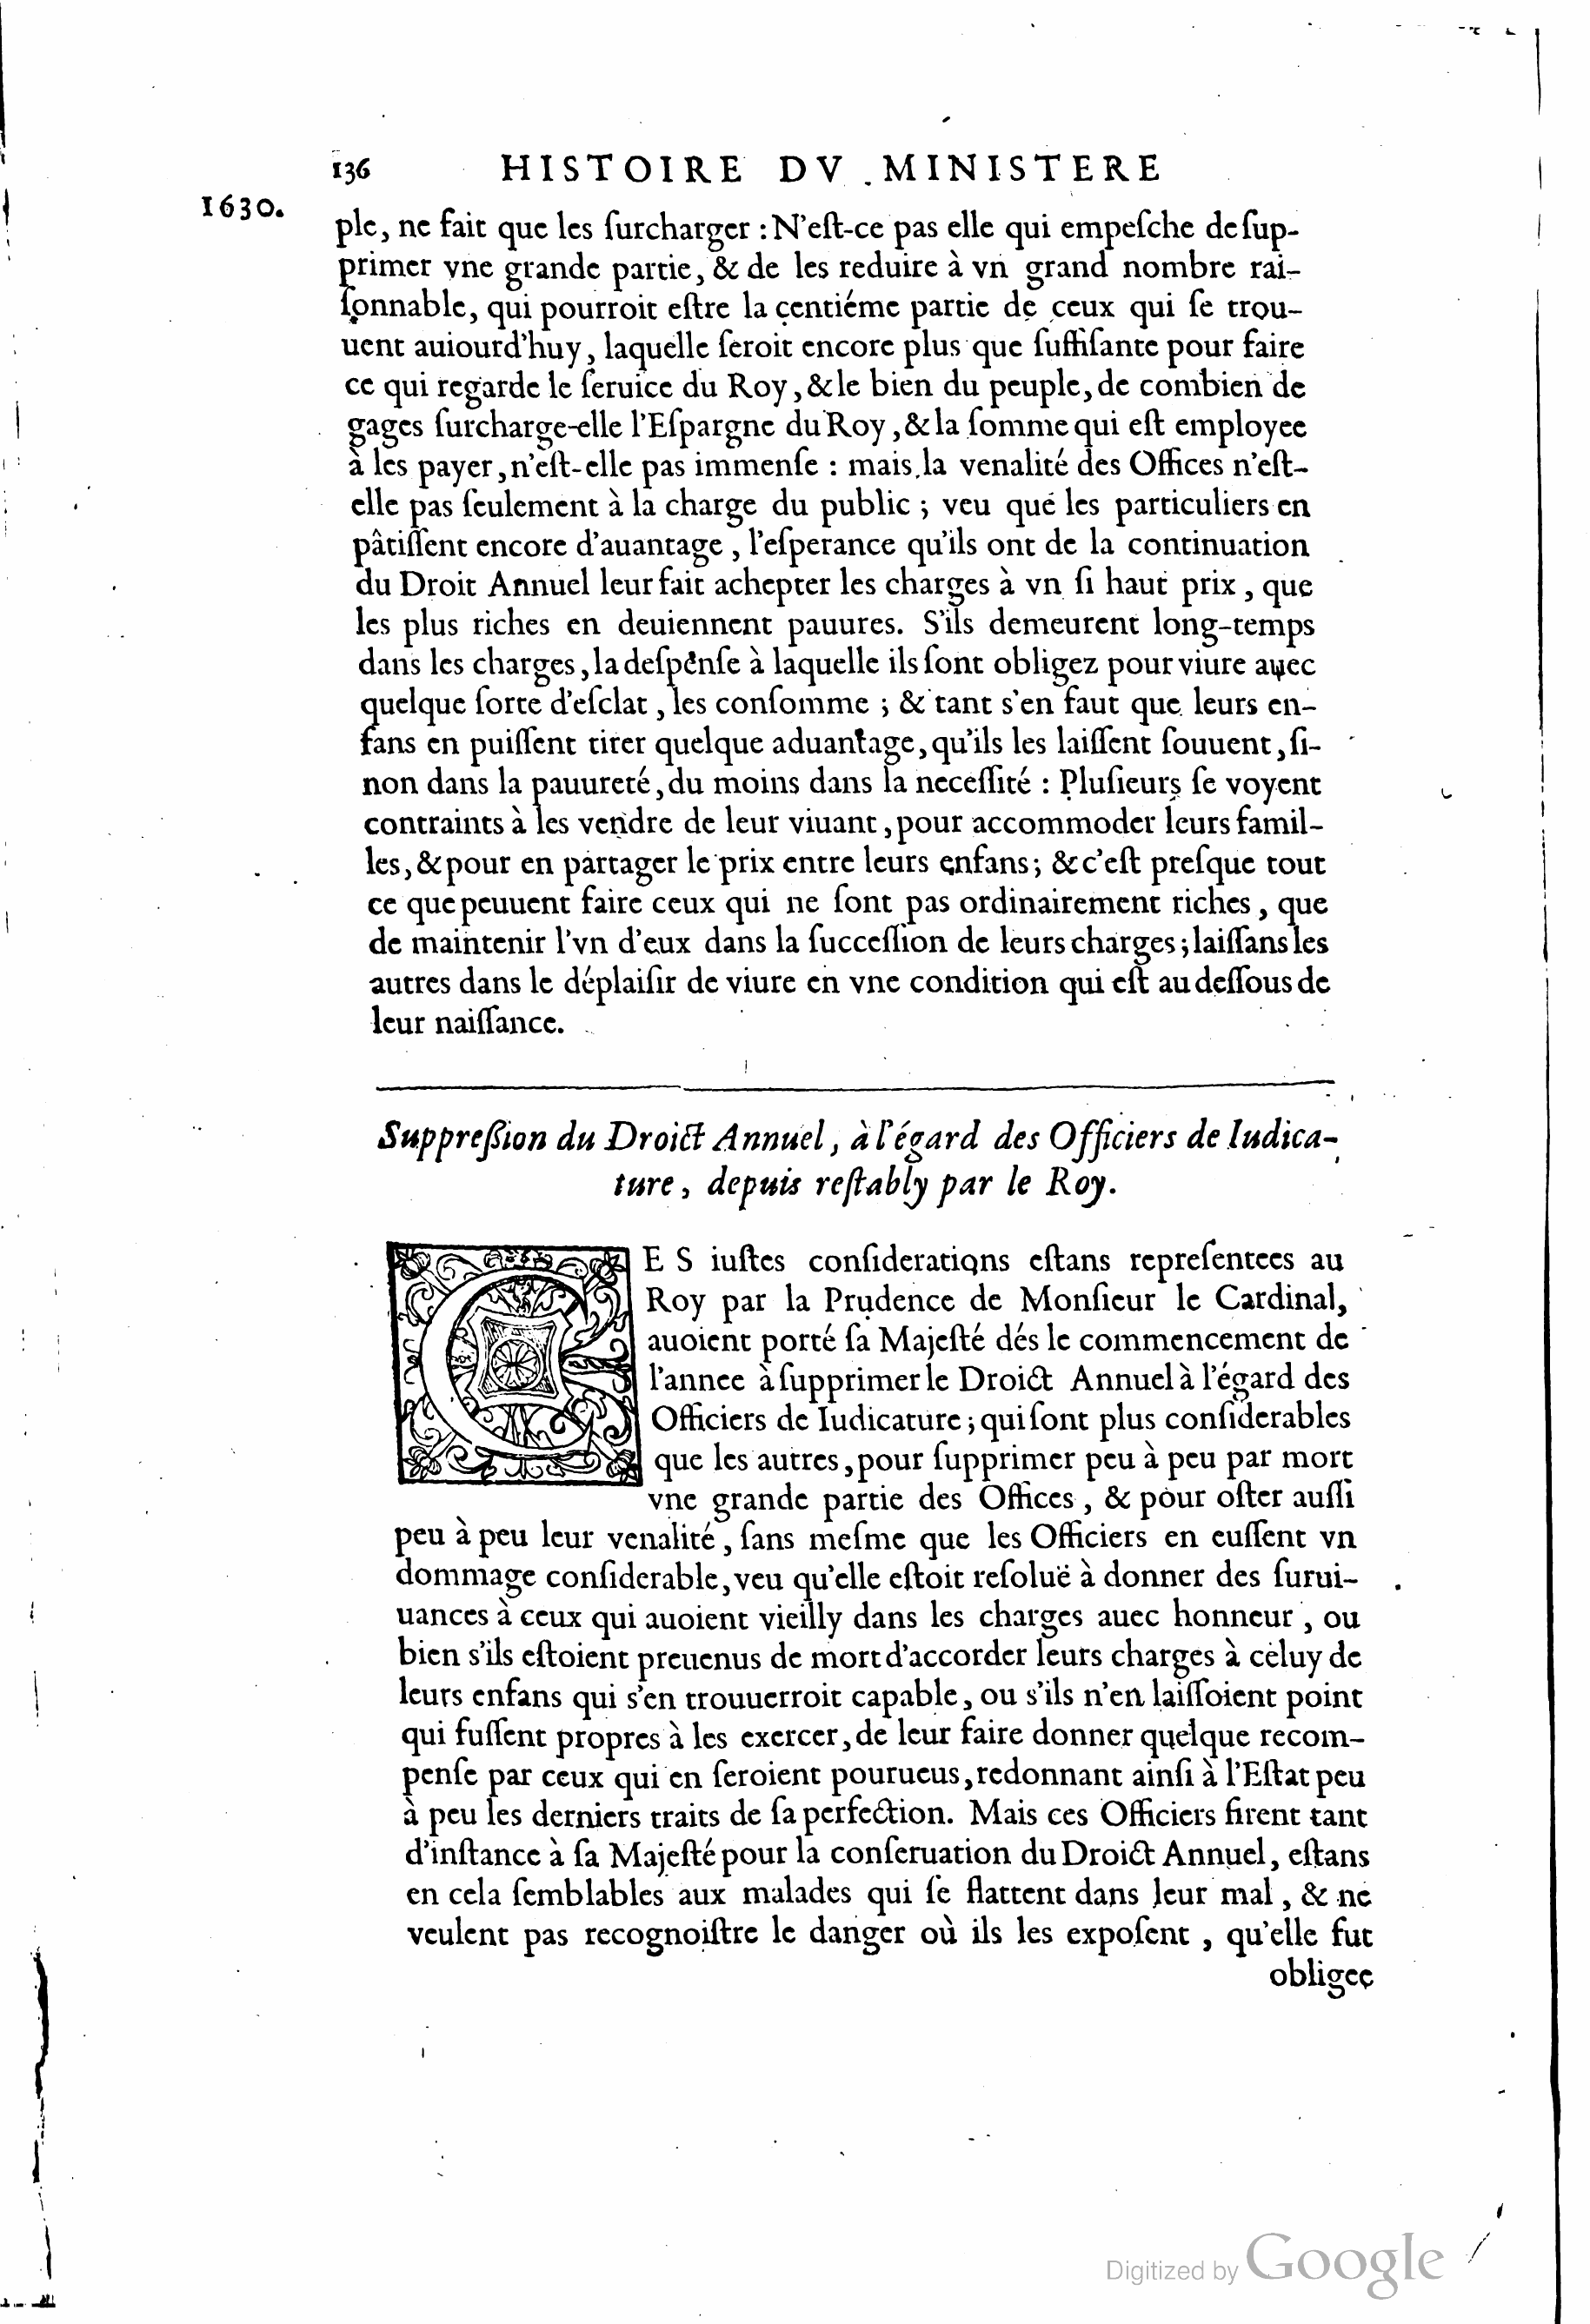 136 HISTOIRE DV MINISTERE
1630.
ple, ne fait que les ſurcharger : N'eſt-ce pas elle qui empeſche de ſup-
primer vne grande partie, & de les reduire à vn grand nombre rai-
ſonnable, qui pourroit eſtre la centiéme partie de ceux qui ſe trou-
uent auiourd'huy, laquelle ſeroit encore plus que ſuffiſante pour faire
ce qui regarde le ſeruice du Roy, & le bien du peuple, de combien de
gages ſurcharge-elle l'Eſpargne du Roy, & la ſomme qui eſt employee
à les payer, n'eſt-elle pas immenſe : mais la venalité des Offices n'eſt-
elle pas ſeulement à la charge du public ; veu que les particuliers en
pâtiſſent encore d'auantage, l'eſperance qu'ils ont de la continuation
du Droit Annuel leur fait achepter les charges à vn ſi haut prix, que
les plus riches en deuiennent pauures. S'ils demeurent long-temps
dans les charges, la deſpenſe à laquelle ils ſont obligez pour viure auec
quelque ſorte d'eſclat, les conſomme ; & tant s'en faut que leurs en-
fans en puiſſent tirer quelque aduantage, qu'ils les laiſſent ſouuent, ſi-
non dans la pauureté, du moins dans la neceſſité : Pluſieurs ſe voyent
contraints à les vendre de leur viuant, pour accommoder leurs famil-
les, & pour en partager le prix entre leurs enfans ; & c'eſt preſque tout
ce que peuuent faire ceux qui ne ſont pas ordinairement riches, que
de maintenir l'vn d'eux dans la ſucceſſion de leurs charges ; laiſſans les
autres dans le déplaiſir de viure en vne condition qui eſt au deſſous de
leur naiſſance.
Suppreſſion du Droict Annuel, à l'égard des Officiers de Iudica-
ture, depuis reſtably par le Roy.
CES iuſtes conſiderations eſtans repreſentees au
Roy par la Prudence de Monſieur le Cardinal,
auoient porté ſa Majeſté dés le commencement de
l'annee à ſupprimer le Droict Annuel à l'égard des
Officiers de Iudicature ; qui ſont plus conſiderables
que les autres, pour ſupprimer peu à peu par mort
vne grande partie des Offices, & pour oſter auſſi
peu à peu leur venalité, ſans meſme que les Officiers en euſſent vn
dommage conſiderable, veu qu'elle eſtoit reſoluë à donner des ſurui-
uances à ceux qui auoient vieilly dans les charges auec honneur, ou
bien s'ils eſtoient preuenus de mort d'accorder leurs charges à celuy de
leurs enfans qui s'en trouuerroit capable, ou s'ils n'en laiſſoient point
qui fuſſent propres à les exercer, de leur faire donner quelque recom-
penſe par ceux qui en ſeroient pourueus, redonnant ainſi à l'Eſtat peu
à peu les derniers traits de ſa perfection. Mais ces Officiers firent tant
d'inſtance à ſa Majeſté pour la conſeruation du Droict Annuel, eſtans
en cela ſemblables aux malades qui ſe flattent dans leur mal, & ne
veulent pas recognoiſtre le danger où ils les expoſent, qu'elle fut
obligee
Digitized by Google